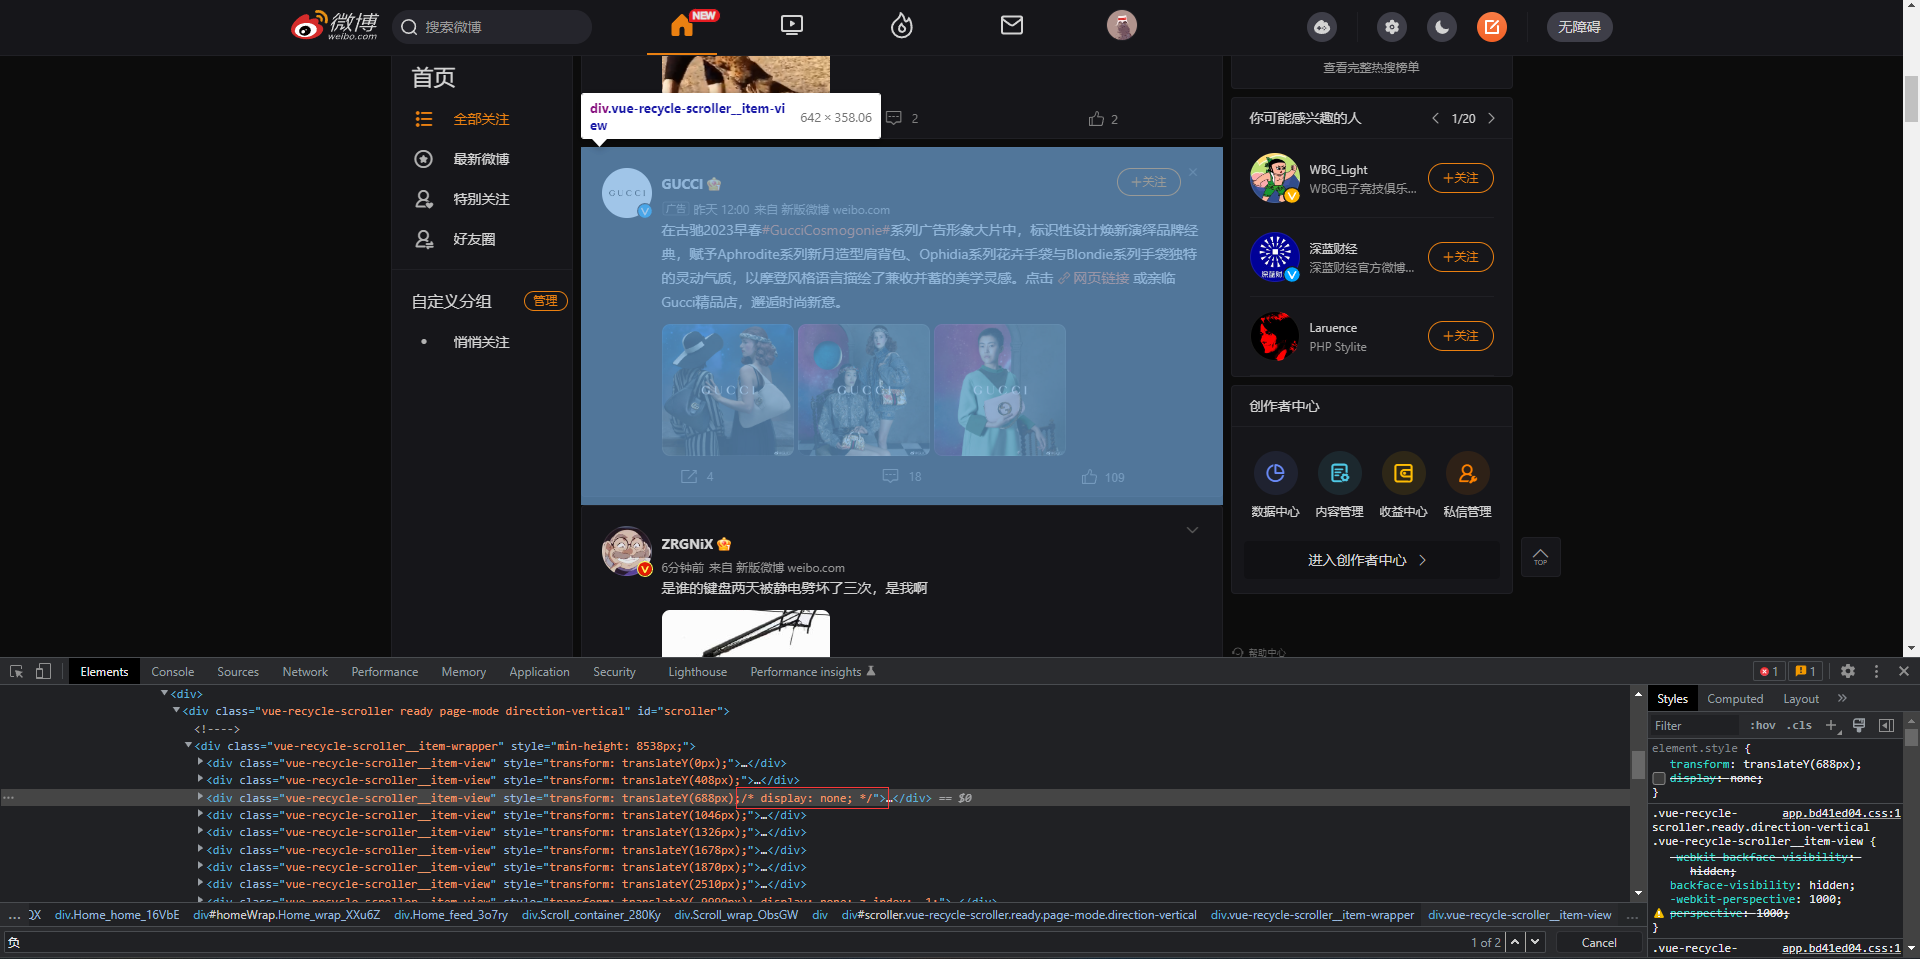 微博
weibo.com
搜索微博
NEW
无障碍
首页
全部关注
最新微博
特别关注
好友圈
自定义分组
管理
悄悄关注
div.vue-recycle-scroller__item-vi
ew
642 × 358.06
2
2
GUCCI
GUCCI
+关注
广告 昨天 12:00 来自 新版微博 weibo.com
在古驰2023早春#GucciCosmogonie#系列广告形象大片中，标识性设计焕新演绎品牌经
典，赋予Aphrodite系列新月造型肩背包、Ophidia系列花卉手袋与Blondie系列手袋独特
的灵动气质，以摩登风格语言描绘了兼收并蓄的美学灵感。点击 网页链接 或亲临
Gucci精品店，邂逅时尚新意。
GUCCI
GUCCI
GUCCI
4
18
109
ZRGNiX
6分钟前 来自 新版微博 weibo.com
是谁的键盘两天被静电劈坏了三次，是我啊
查看完整热搜榜单
你可能感兴趣的人
1/20
WBG_Light
WBG电子竞技俱乐...
+关注
深蓝财经
深蓝财经官方微博...
+关注
深蓝财
Laruence
PHP Stylite
+关注
创作者中心
数据中心
内容管理
收益中心
私信管理
进入创作者中心
TOP
帮助中心
Elements
Console
Sources
Network
Performance
Memory
Application
Security
Lighthouse
Performance insights
1
1
<div>
<div class="vue-recycle-scroller ready page-mode direction-vertical" id="scroller">
<!---->
<div class="vue-recycle-scroller__item-wrapper" style="min-height: 8538px;">
<div class="vue-recycle-scroller__item-view" style="transform: translateY(0px);">…</div>
<div class="vue-recycle-scroller__item-view" style="transform: translateY(408px);">…</div>
<div class="vue-recycle-scroller__item-view" style="transform: translateY(688px);/* display: none; */">…</div> == $0
<div class="vue-recycle-scroller__item-view" style="transform: translateY(1046px);">…</div>
<div class="vue-recycle-scroller__item-view" style="transform: translateY(1326px);">…</div>
<div class="vue-recycle-scroller__item-view" style="transform: translateY(1678px);">…</div>
<div class="vue-recycle-scroller__item-view" style="transform: translateY(1870px);">…</div>
<div class="vue-recycle-scroller__item-view" style="transform: translateY(2510px);">…</div>
<div class="vue-recycle-scroller__item-view" style="transform: translateY(-9999px); display: none; z-index: -1;">…</div>
… QX div.Home_home_16VbE div#homeWrap.Home_wrap_XXu6Z div.Home_feed_3o7ry div.Scroll_container_280Ky div.Scroll_wrap_ObsGW div div#scroller.vue-recycle-scroller.ready.page-mode.direction-vertical div.vue-recycle-scroller__item-wrapper div.vue-recycle-scroller__item-view …
负
1 of 2
Cancel
Styles
Computed
Layout
Filter
:hov
.cls
element.style {
transform: translateY(688px);
display: none;
}
.vue-recycle- app.bd41ed04.css:1
scroller.ready.direction-vertical
.vue-recycle-scroller__item-view {
-webkit-backface-visibility:
hidden;
backface-visibility: hidden;
-webkit-perspective: 1000;
perspective: 1000;
}
.vue-recycle- app.bd41ed04.css:1